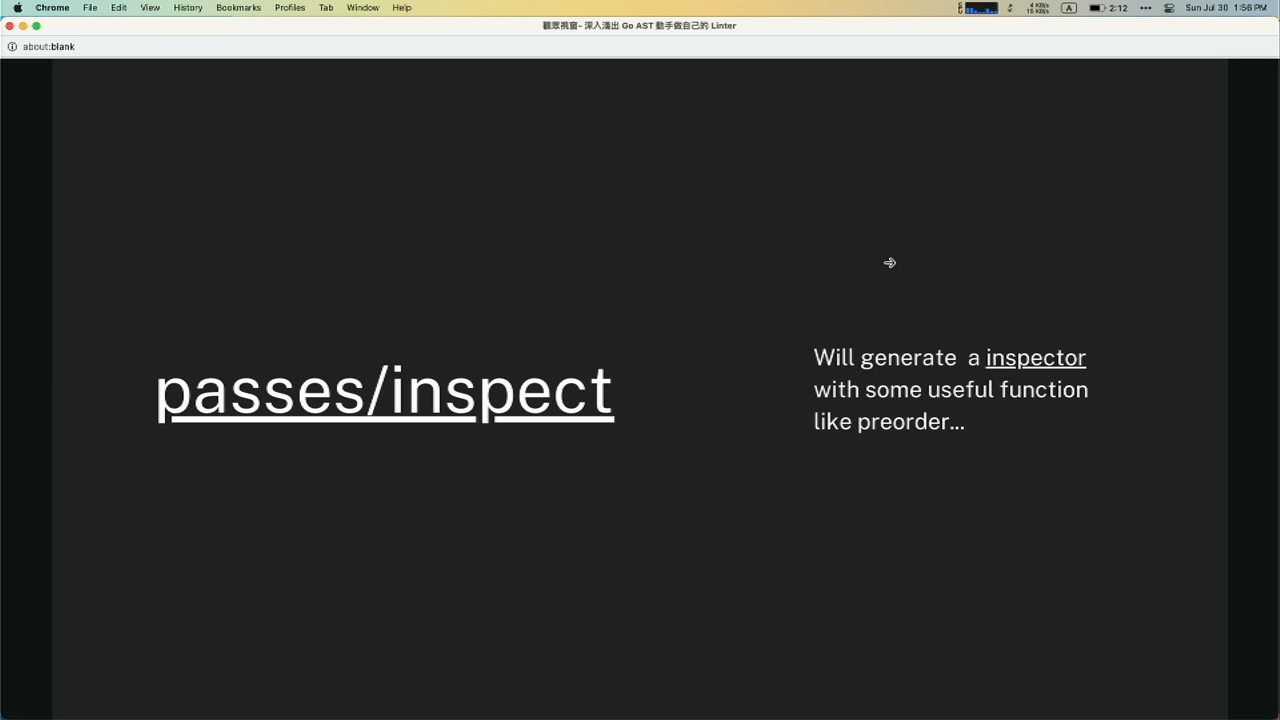 Chrome File Edit View History Bookmarks Profiles Tab Window Help
A 2:12 Sun Jul 30 1:56 PM
觀眾視窗– 深入淺出 Go AST 動手做自己的 Linter
about:blank
passes/inspect
Will generate a inspector
with some useful function
like preorder...